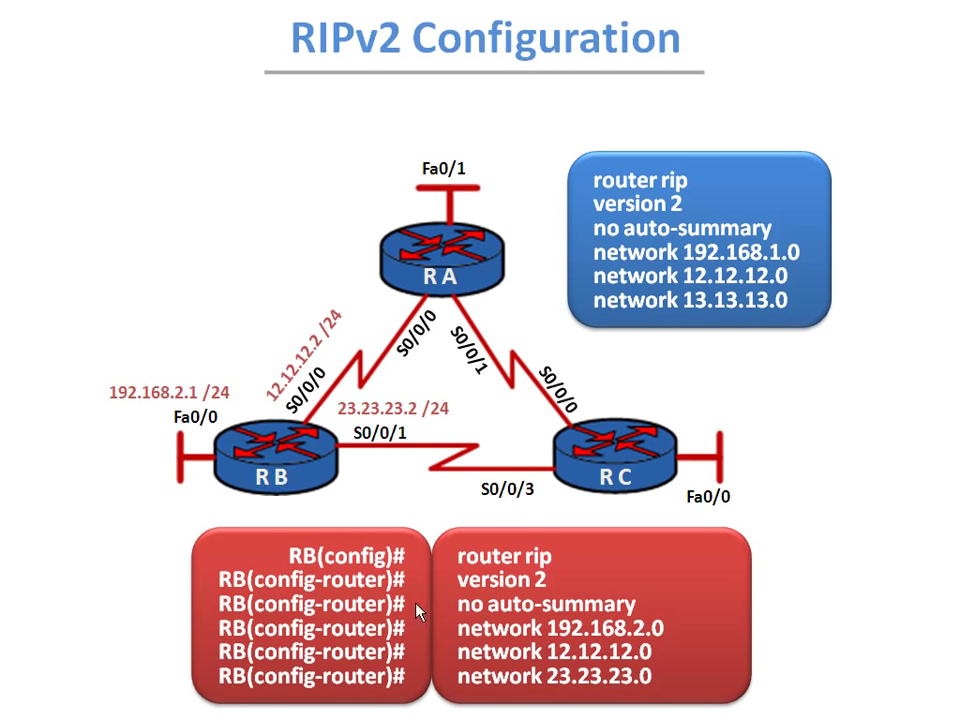 RIPv2 Configuration
Fa0/1
router rip
version 2
no auto-summary
network 192.168.1.0
network 12.12.12.0
network 13.13.13.0
R A
S0/0/0
S0/0/1
12.12.12.2 /24
S0/0/0
S0/0/0
192.168.2.1 /24
Fa0/0
23.23.23.2 /24
S0/0/1
R B
R C
S0/0/3
Fa0/0
RB(config)# router rip
RB(config-router)# version 2
RB(config-router)# no auto-summary
RB(config-router)# network 192.168.2.0
RB(config-router)# network 12.12.12.0
RB(config-router)# network 23.23.23.0